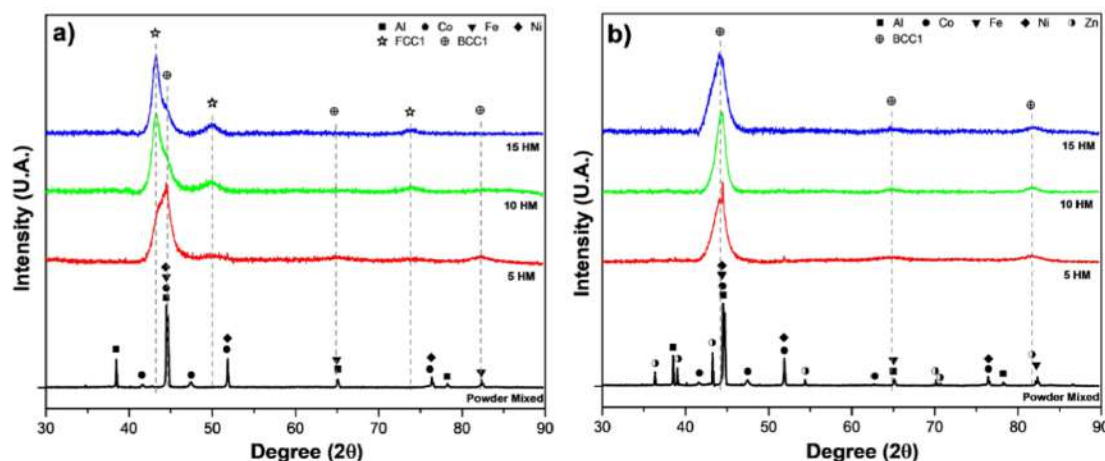 a)
■ Al ● Co ▼ Fe ◆ Ni
☆ FCC1 ⊕ BCC1
15 HM
10 HM
5 HM
Powder Mixed
Intensity (U.A.)
30 40 50 60 70 80 90
Degree (2θ)
b)
■ Al ● Co ▼ Fe ◆ Ni ◑ Zn
⊕ BCC1
15 HM
10 HM
5 HM
Powder Mixed
Intensity (U.A.)
30 40 50 60 70 80 90
Degree (2θ)